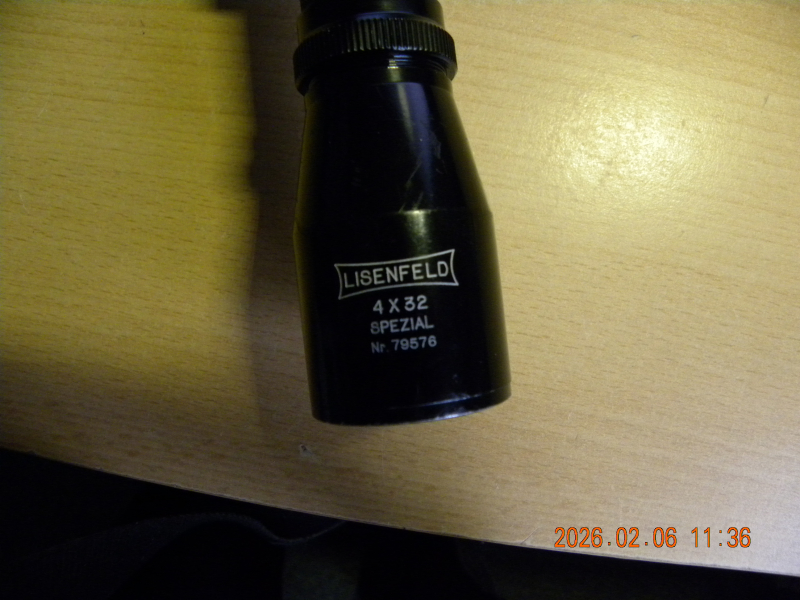 LISENFELD
4 X 32
SPEZIAL
Nr. 79576
2026.02.06 11:36